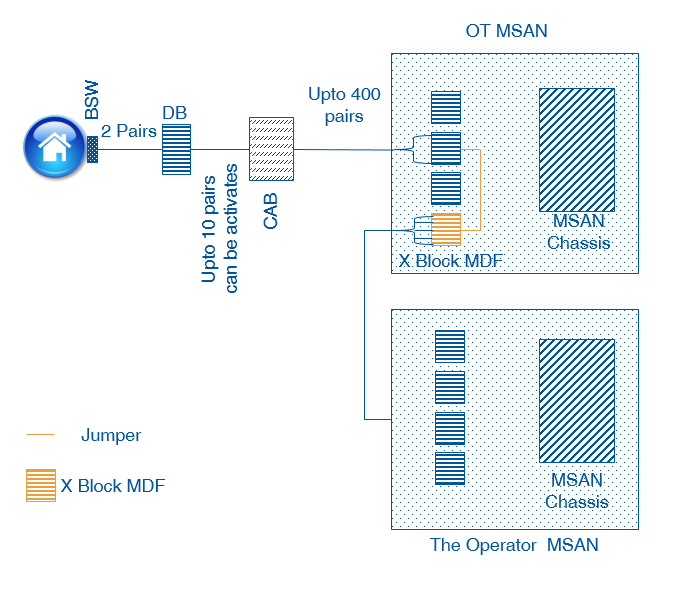 OT MSAN
BSW
2 Pairs
DB
Upto 10 pairs
can be activates
CAB
Upto 400
pairs
MSAN
Chassis
X Block MDF
Jumper
X Block MDF
MSAN
Chassis
The Operator MSAN